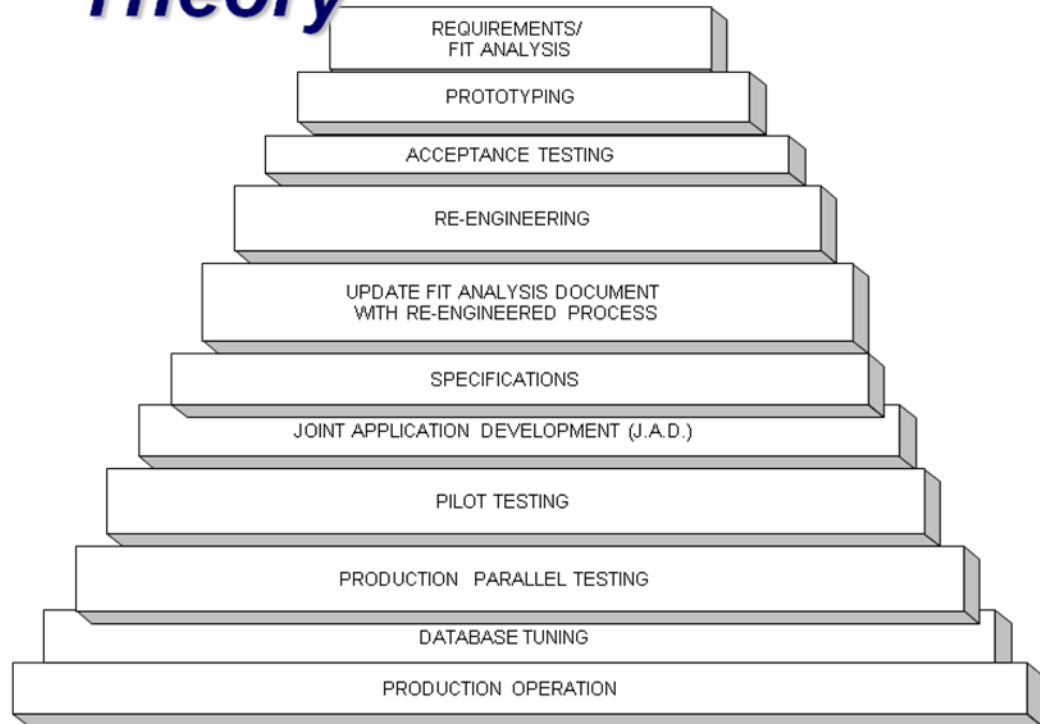 Theory
REQUIREMENTS/
FIT ANALYSIS
PROTOTYPING
ACCEPTANCE TESTING
RE-ENGINEERING
UPDATE FIT ANALYSIS DOCUMENT
WITH RE-ENGINEERED PROCESS
SPECIFICATIONS
JOINT APPLICATION DEVELOPMENT (J.A.D.)
PILOT TESTING
PRODUCTION PARALLEL TESTING
DATABASE TUNING
PRODUCTION OPERATION